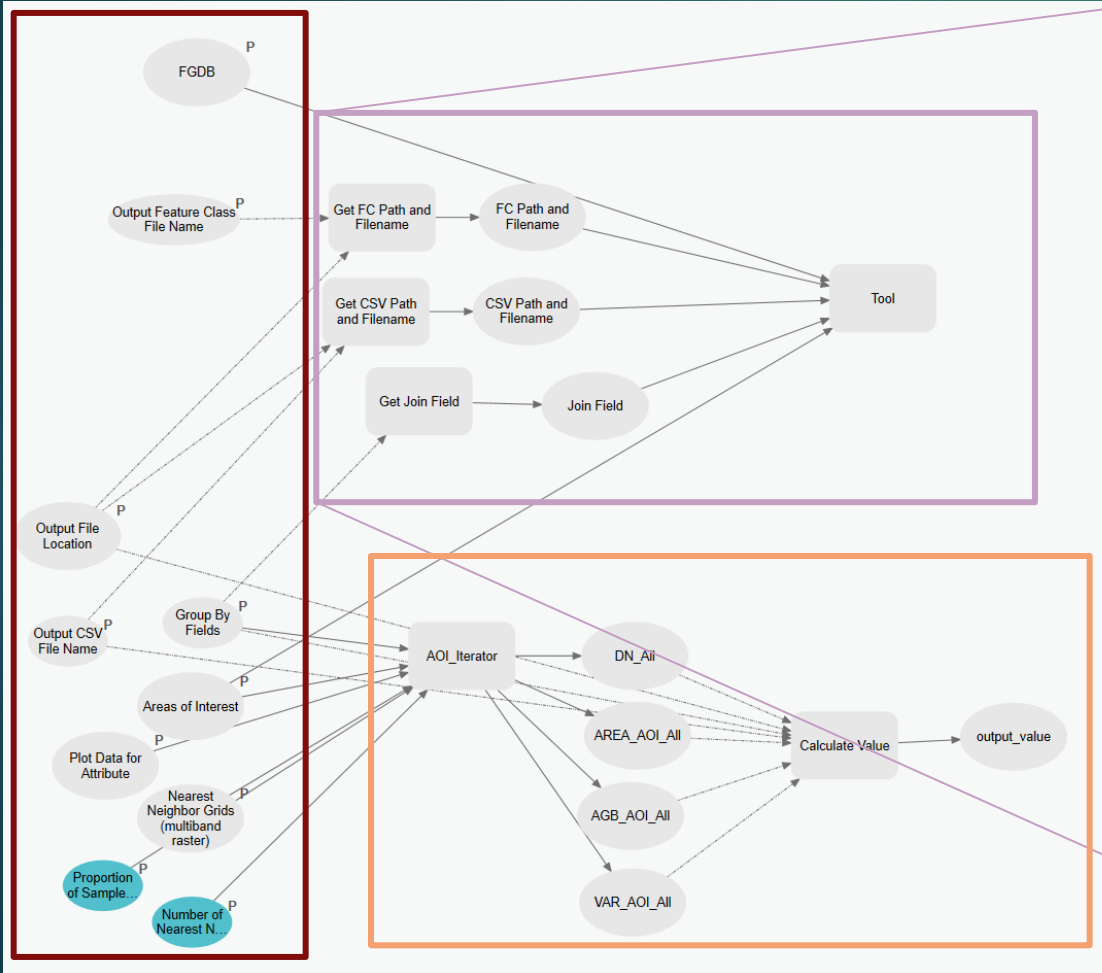 P
FGDB
P
Output Feature Class
File Name
Get FC Path and
Filename
FC Path and
Filename
Get CSV Path
and Filename
CSV Path and
Filename
Tool
Get Join Field
Join Field
P
Output File
Location
P
Group By
Fields
P
Output CSV
File Name
AOI_Iterator
DN_All
P
Areas of Interest
AREA_AOI_All
Calculate Value
output_value
P
Plot Data for
Attribute
P
Nearest
Neighbor Grids
(multiband
raster)
AGB_AOI_All
P
Proportion
of Sample...
P
Number of
Nearest N...
VAR_AOI_All